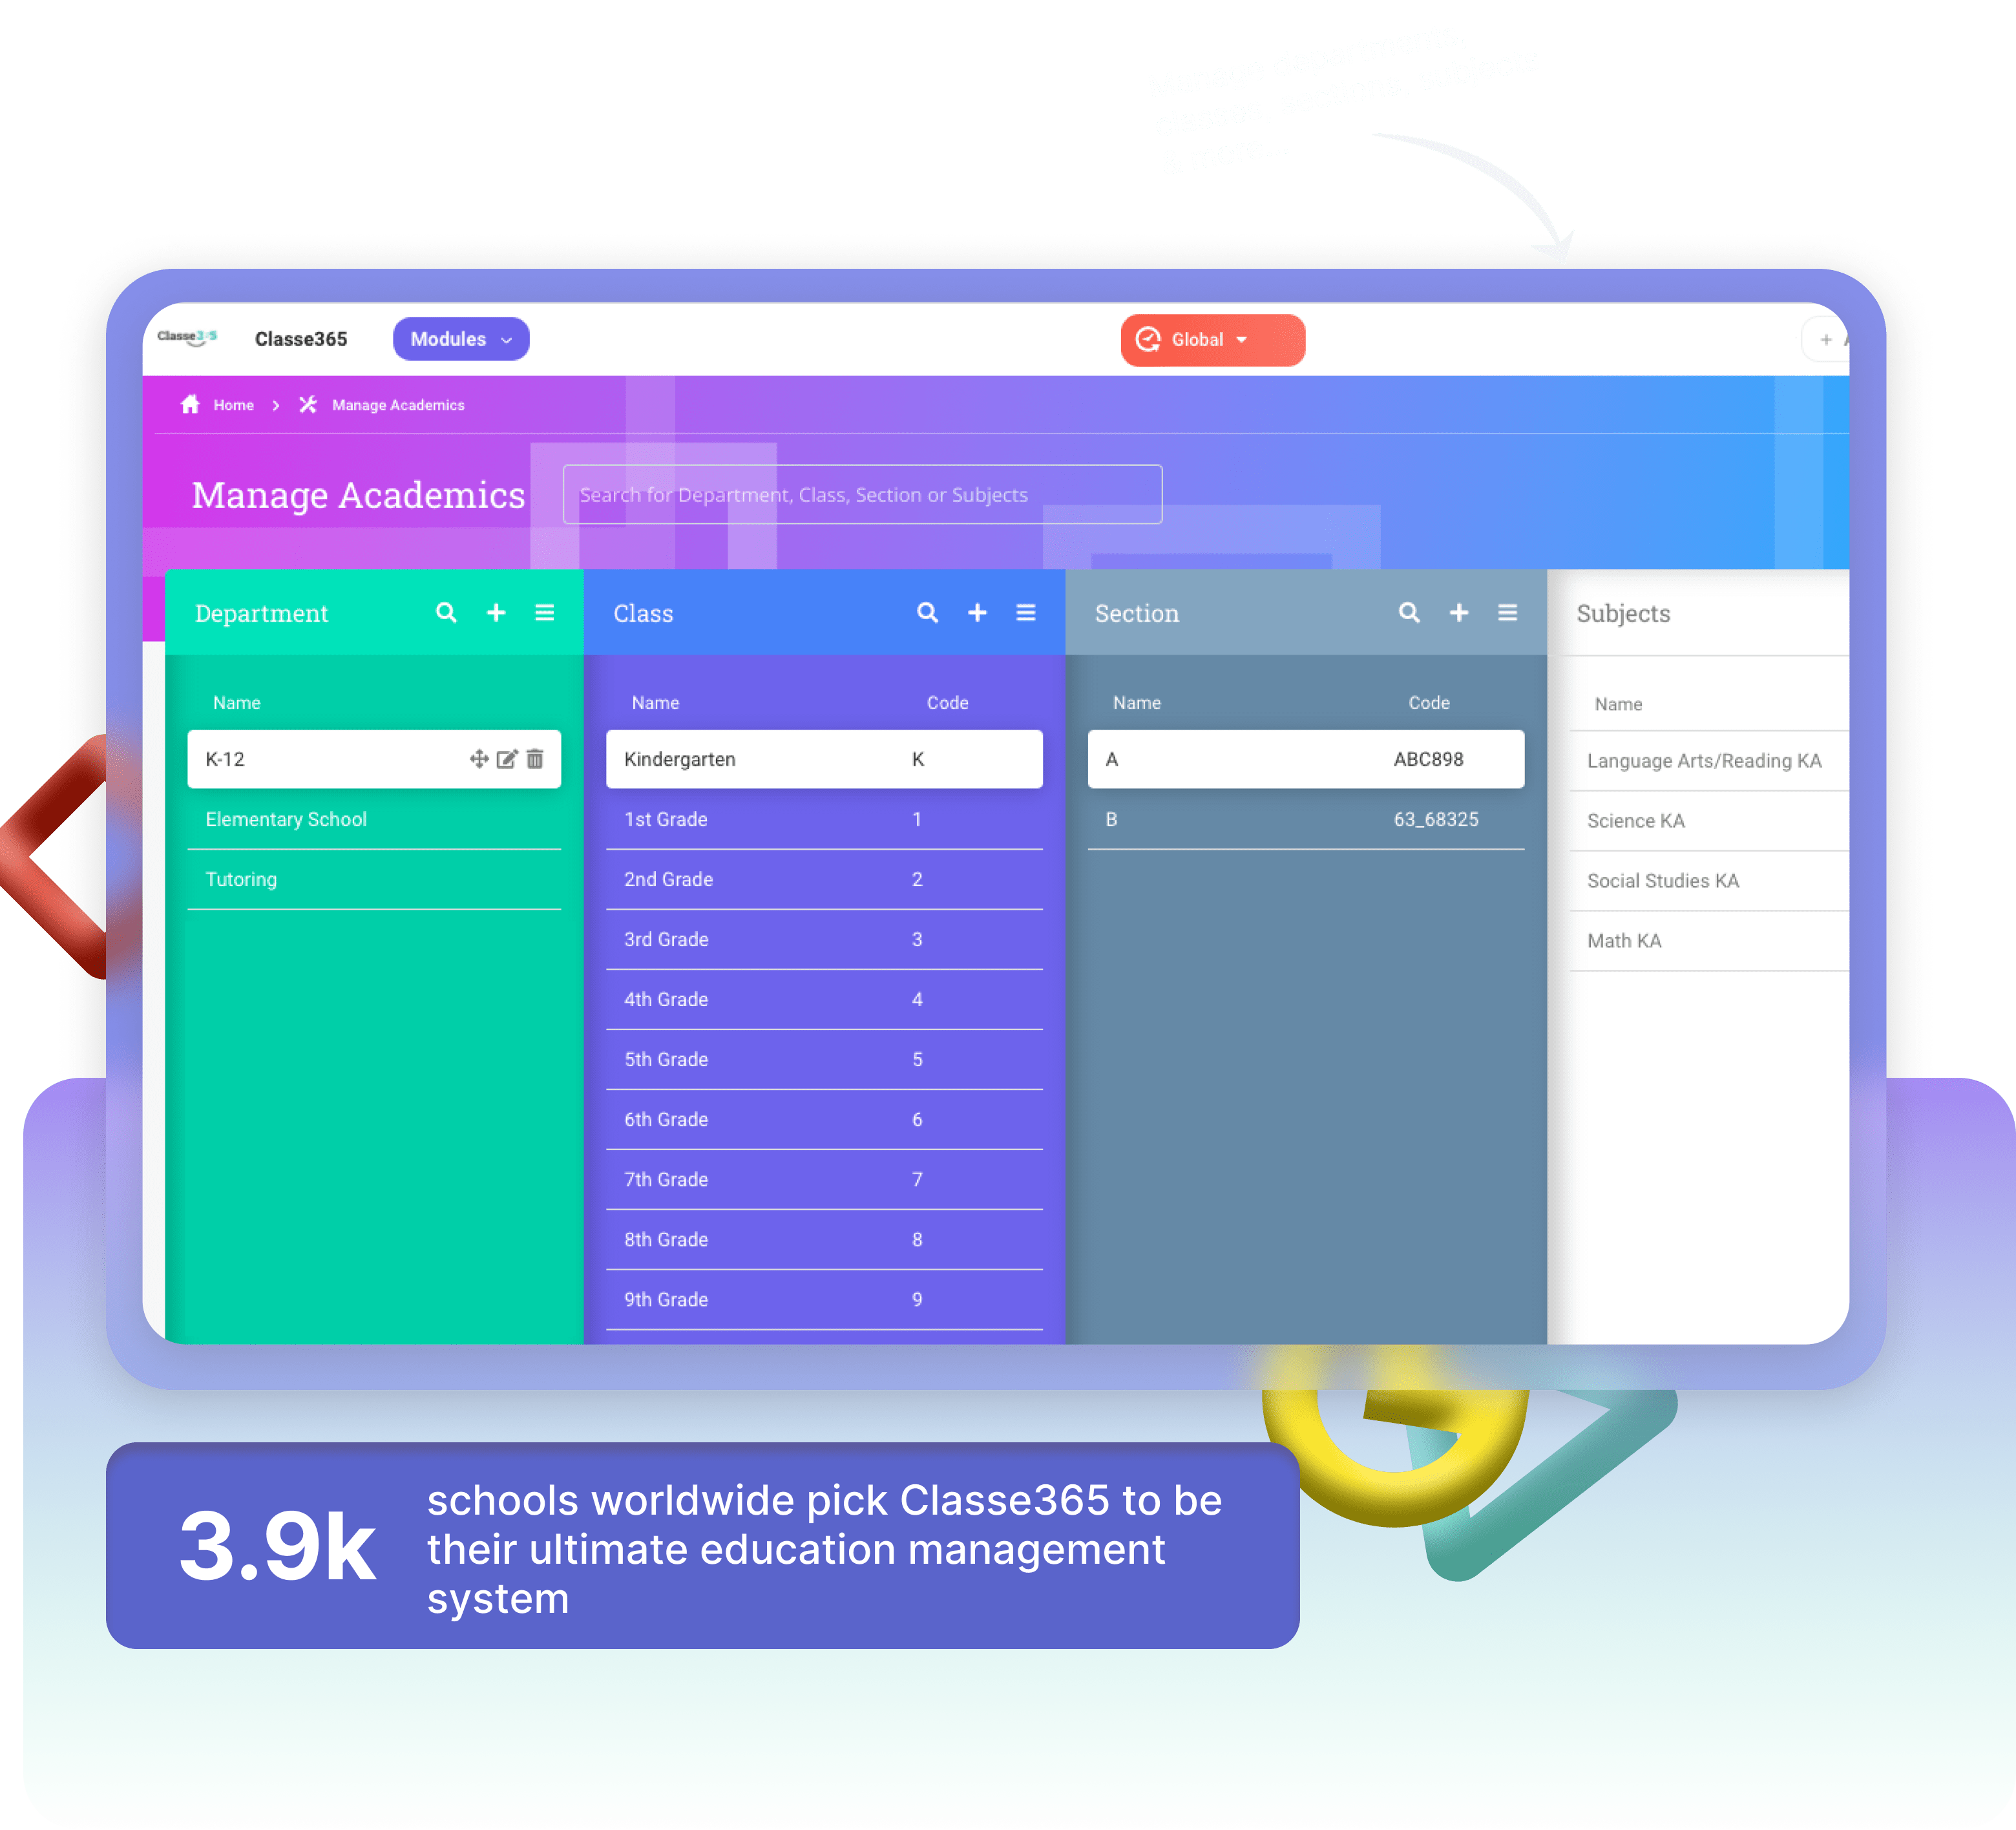 Classe365
Classe365
Modules
Global
+
Home > Manage Academics
Manage Academics
Search for Department, Class, Section or Subjects
Department
Class
Section
Subjects
Name
Name Code
Name Code
Name
K-12
Kindergarten K
A ABC898
Language Arts/Reading KA
Elementary School
1st Grade 1
B 63_68325
Science KA
Tutoring
2nd Grade 2
Social Studies KA
3rd Grade 3
Math KA
4th Grade 4
5th Grade 5
6th Grade 6
7th Grade 7
8th Grade 8
9th Grade 9
3.9k
schools worldwide pick Classe365 to be
their ultimate education management
system